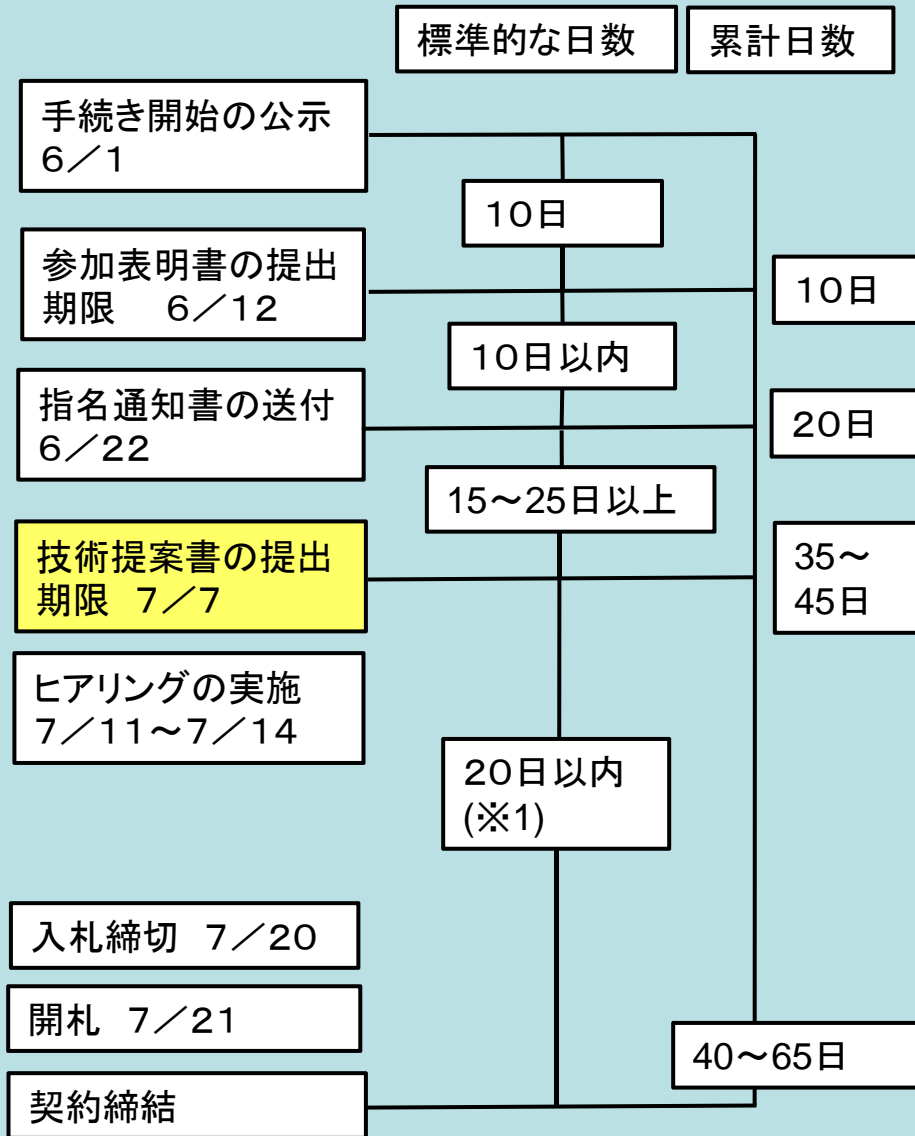 標準的な日数
累計日数
手続き開始の公示
6／1
10日
参加表明書の提出
期限　6／12
10日
10日以内
指名通知書の送付
6／22
20日
15～25日以上
技術提案書の提出
期限 7／7
35～
45日
ヒアリングの実施
7／11～7／14
20日以内
(※1)
入札締切 7／20
開札 7／21
40～65日
契約締結